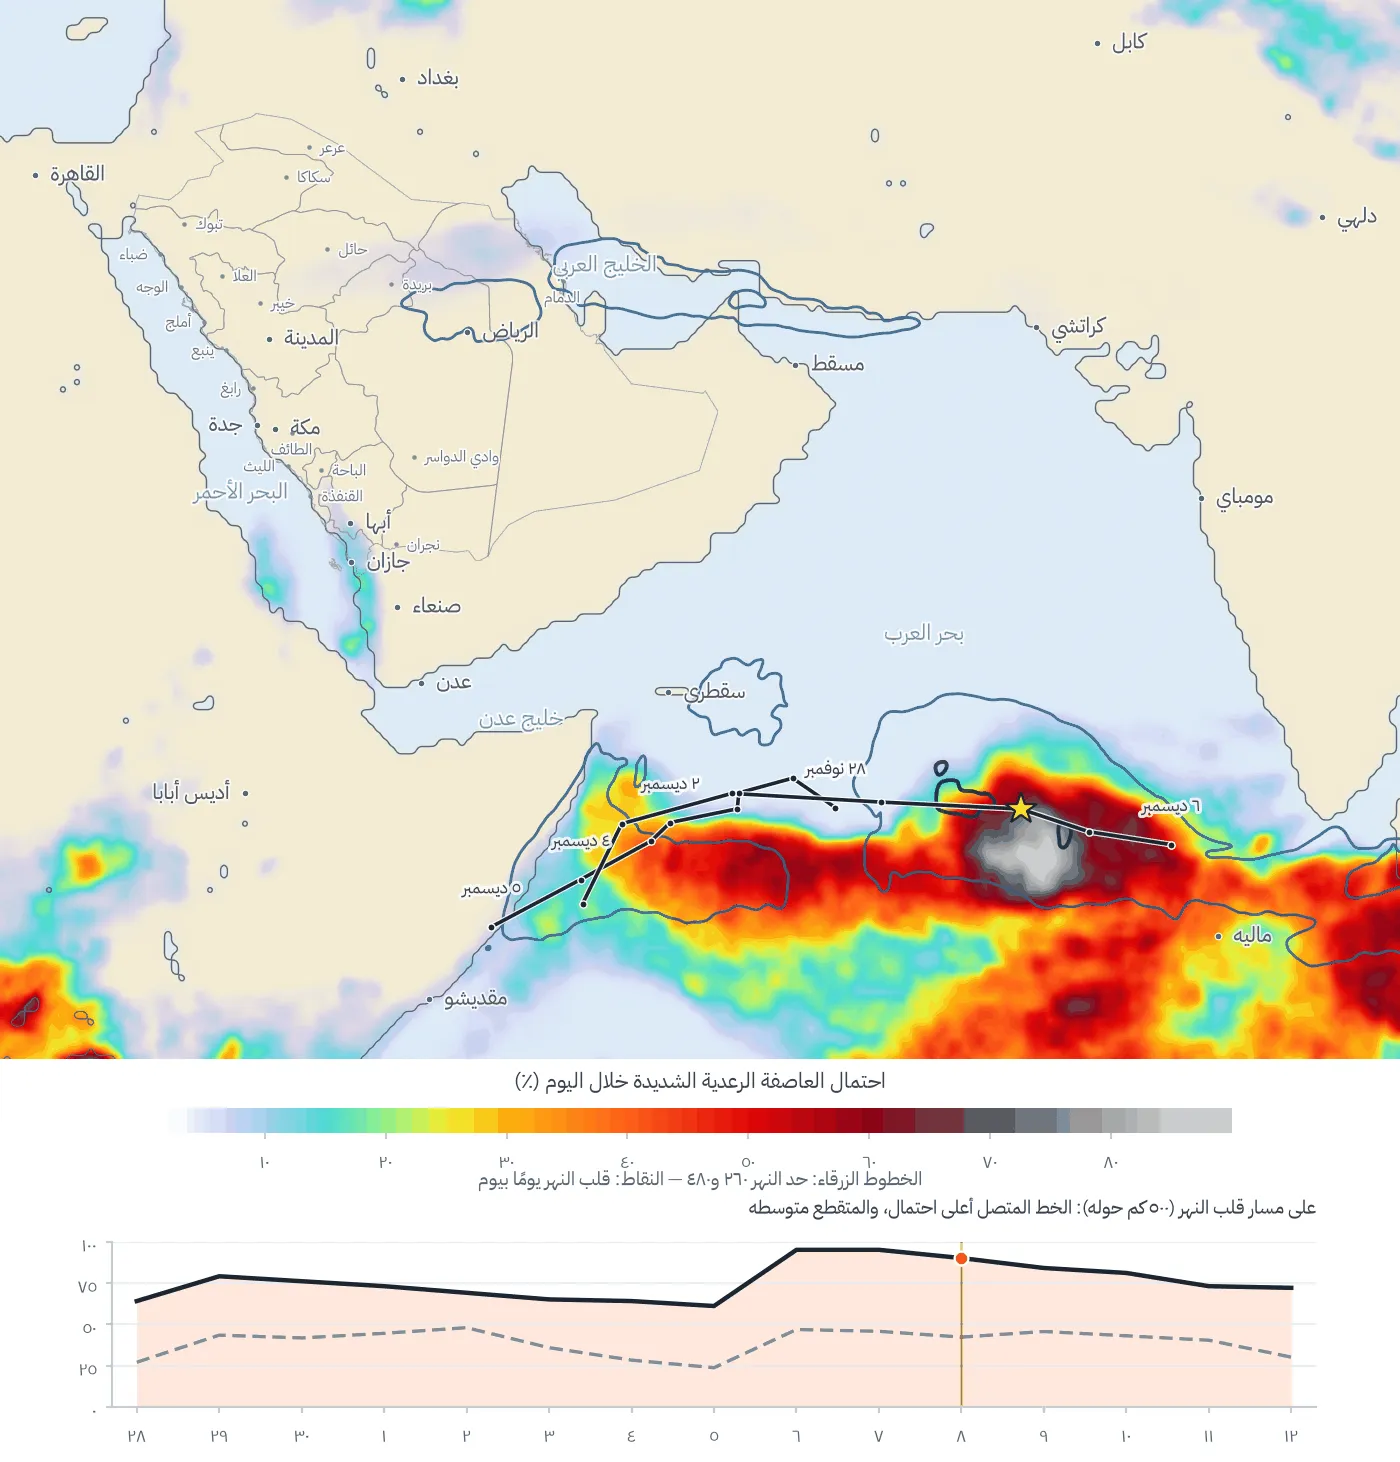 كابل
بغداد
عرعر
القاهرة
سكاكا
دلهي
تبوك
ضباء
حائل
الخليج العربي
العلا
الوجه
بريدة
الدمام
خيبر
أملج
الرياض
كراتشي
المدينة
ينبع
مسقط
رابغ
جدة
مكة
الطائف
وادي الدواسر
الليث
الباحة
البحر الأحمر
القنفذة
مومباي
أبها
نجران
جازان
صنعاء
بحر العرب
عدن
سقطرى
خليج عدن
٢٨ نوفمبر
٢ ديسمبر
أديس أبابا
٦ ديسمبر
٤ ديسمبر
٥ ديسمبر
ماليه
مقديشو
احتمال العاصفة الرعدية الشديدة خلال اليوم (٪)
١٠ ٢٠ ٣٠ ٤٠ ٥٠ ٦٠ ٧٠ ٨٠
الخطوط الزرقاء: حد النهر ٢٦٠ و٤٨٠ — النقاط: قلب النهر يومًا بيوم
على مسار قلب النهر (٥٠٠ كم حوله): الخط المتصل أعلى احتمال، والمتقطع متوسطه
١٠٠
٧٥
٥٠
٢٥
٠
٢٨ ٢٩ ٣٠ ١ ٢ ٣ ٤ ٥ ٦ ٧ ٨ ٩ ١٠ ١١ ١٢